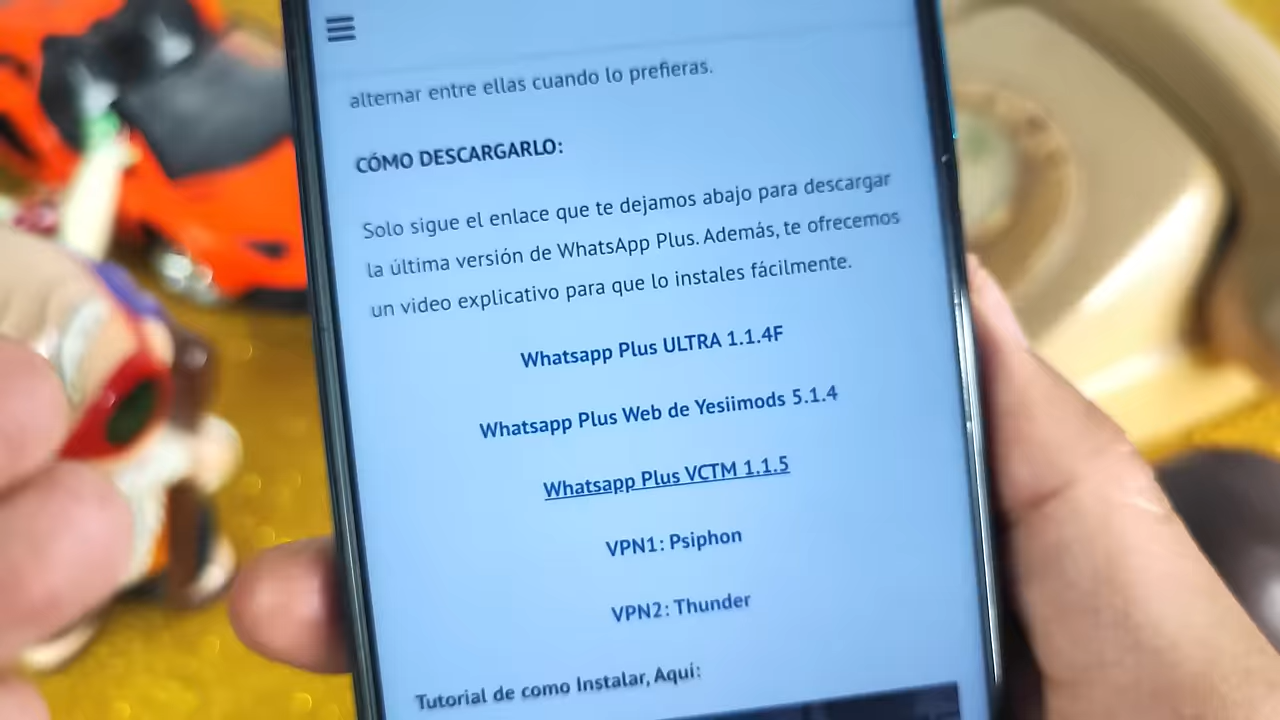 alternar entre ellas cuando lo prefieras.
CÓMO DESCARGARLO:
Solo sigue el enlace que te dejamos abajo para descargar
la última versión de WhatsApp Plus. Además, te ofrecemos
un video explicativo para que lo instales fácilmente.
Whatsapp Plus ULTRA 1.1.4F
Whatsapp Plus Web de Yesiimods 5.1.4
Whatsapp Plus VCTM 1.1.5
VPN1: Psiphon
VPN2: Thunder
Tutorial de como Instalar, Aquí: